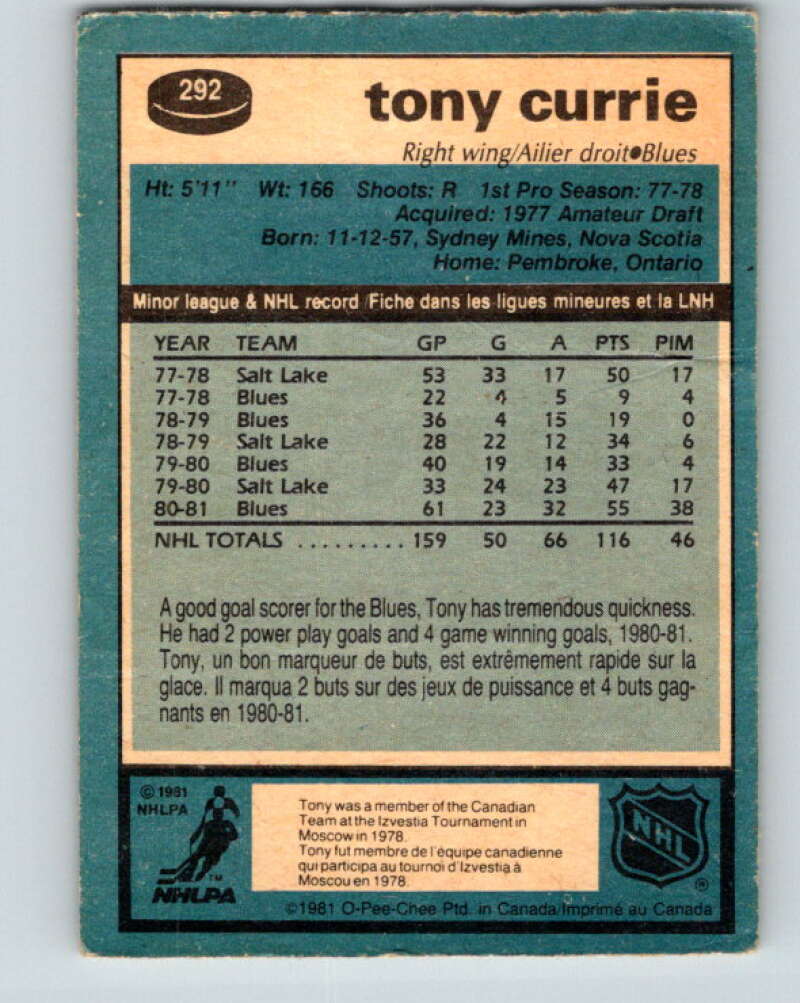 292
tony currie
Right wing/Ailier droit•Blues
Ht: 5'11" Wt: 166 Shoots: R 1st Pro Season: 77-78
Acquired: 1977 Amateur Draft
Born: 11-12-57, Sydney Mines, Nova Scotia
Home: Pembroke, Ontario
Minor league & NHL record/Fiche dans les ligues mineures et la LNH
YEAR TEAM GP G A PTS PIM
77-78 Salt Lake 53 33 17 50 17
77-78 Blues 22 4 5 9 4
78-79 Blues 36 4 15 19 0
78-79 Salt Lake 28 22 12 34 6
79-80 Blues 40 19 14 33 4
79-80 Salt Lake 33 24 23 47 17
80-81 Blues 61 23 32 55 38
NHL TOTALS ......... 159 50 66 116 46
A good goal scorer for the Blues, Tony has tremendous quickness.
He had 2 power play goals and 4 game winning goals, 1980-81.
Tony, un bon marqueur de buts, est extrêmement rapide sur la
glace. Il marqua 2 buts sur des jeux de puissance et 4 buts gag-
nants en 1980-81.
© 1981
NHLPA
TM
NHLPA
Tony was a member of the Canadian
Team at the Izvestia Tournament in
Moscow in 1978.
Tony fut membre de l'équipe canadienne
qui participa au tournoi d'Izvestia à
Moscou en 1978.
NHL
®
©1981 O-Pee-Chee Ptd. in Canada/Imprimé au Canada